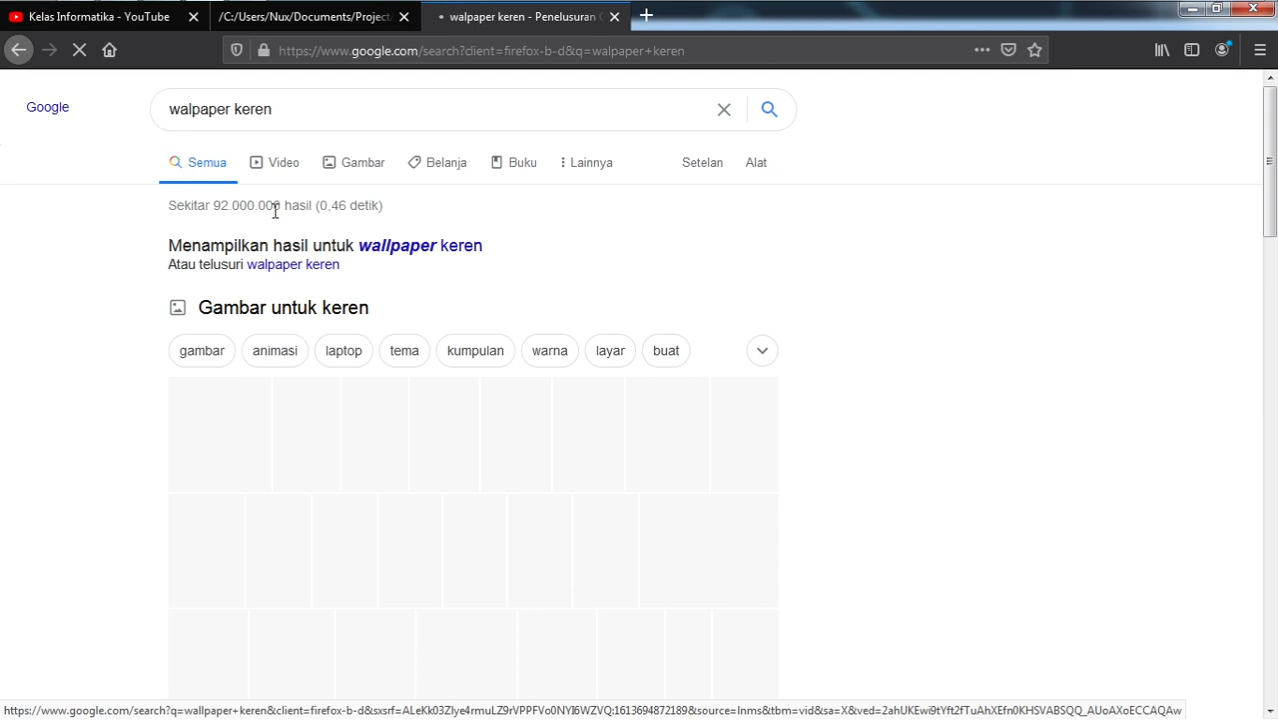 Kelas Informatika - YouTube
/C:/Users/Nux/Documents/Project
walpaper keren - Penelusuran
https://www.google.com/search?client=firefox-b-d&q=walpaper+keren
Google
walpaper keren
Semua
Video
Gambar
Belanja
Buku
Lainnya
Setelan
Alat
Sekitar 92.000.000 hasil (0,46 detik)
Menampilkan hasil untuk wallpaper keren
Atau telusuri walpaper keren
Gambar untuk keren
gambar
animasi
laptop
tema
kumpulan
warna
layar
buat
https://www.google.com/search?q=wallpaper+keren&client=firefox-b-d&sxsrf=ALeKk03Zlye4rmuLZ9rVPPFVo0NYl6WZVQ:1613694872189&source=lnms&tbm=vid&sa=X&ved=2ahUKEwi9tYft2fTuAhXEfn0KHSVABSQQ_AUoAXoECCAQAw